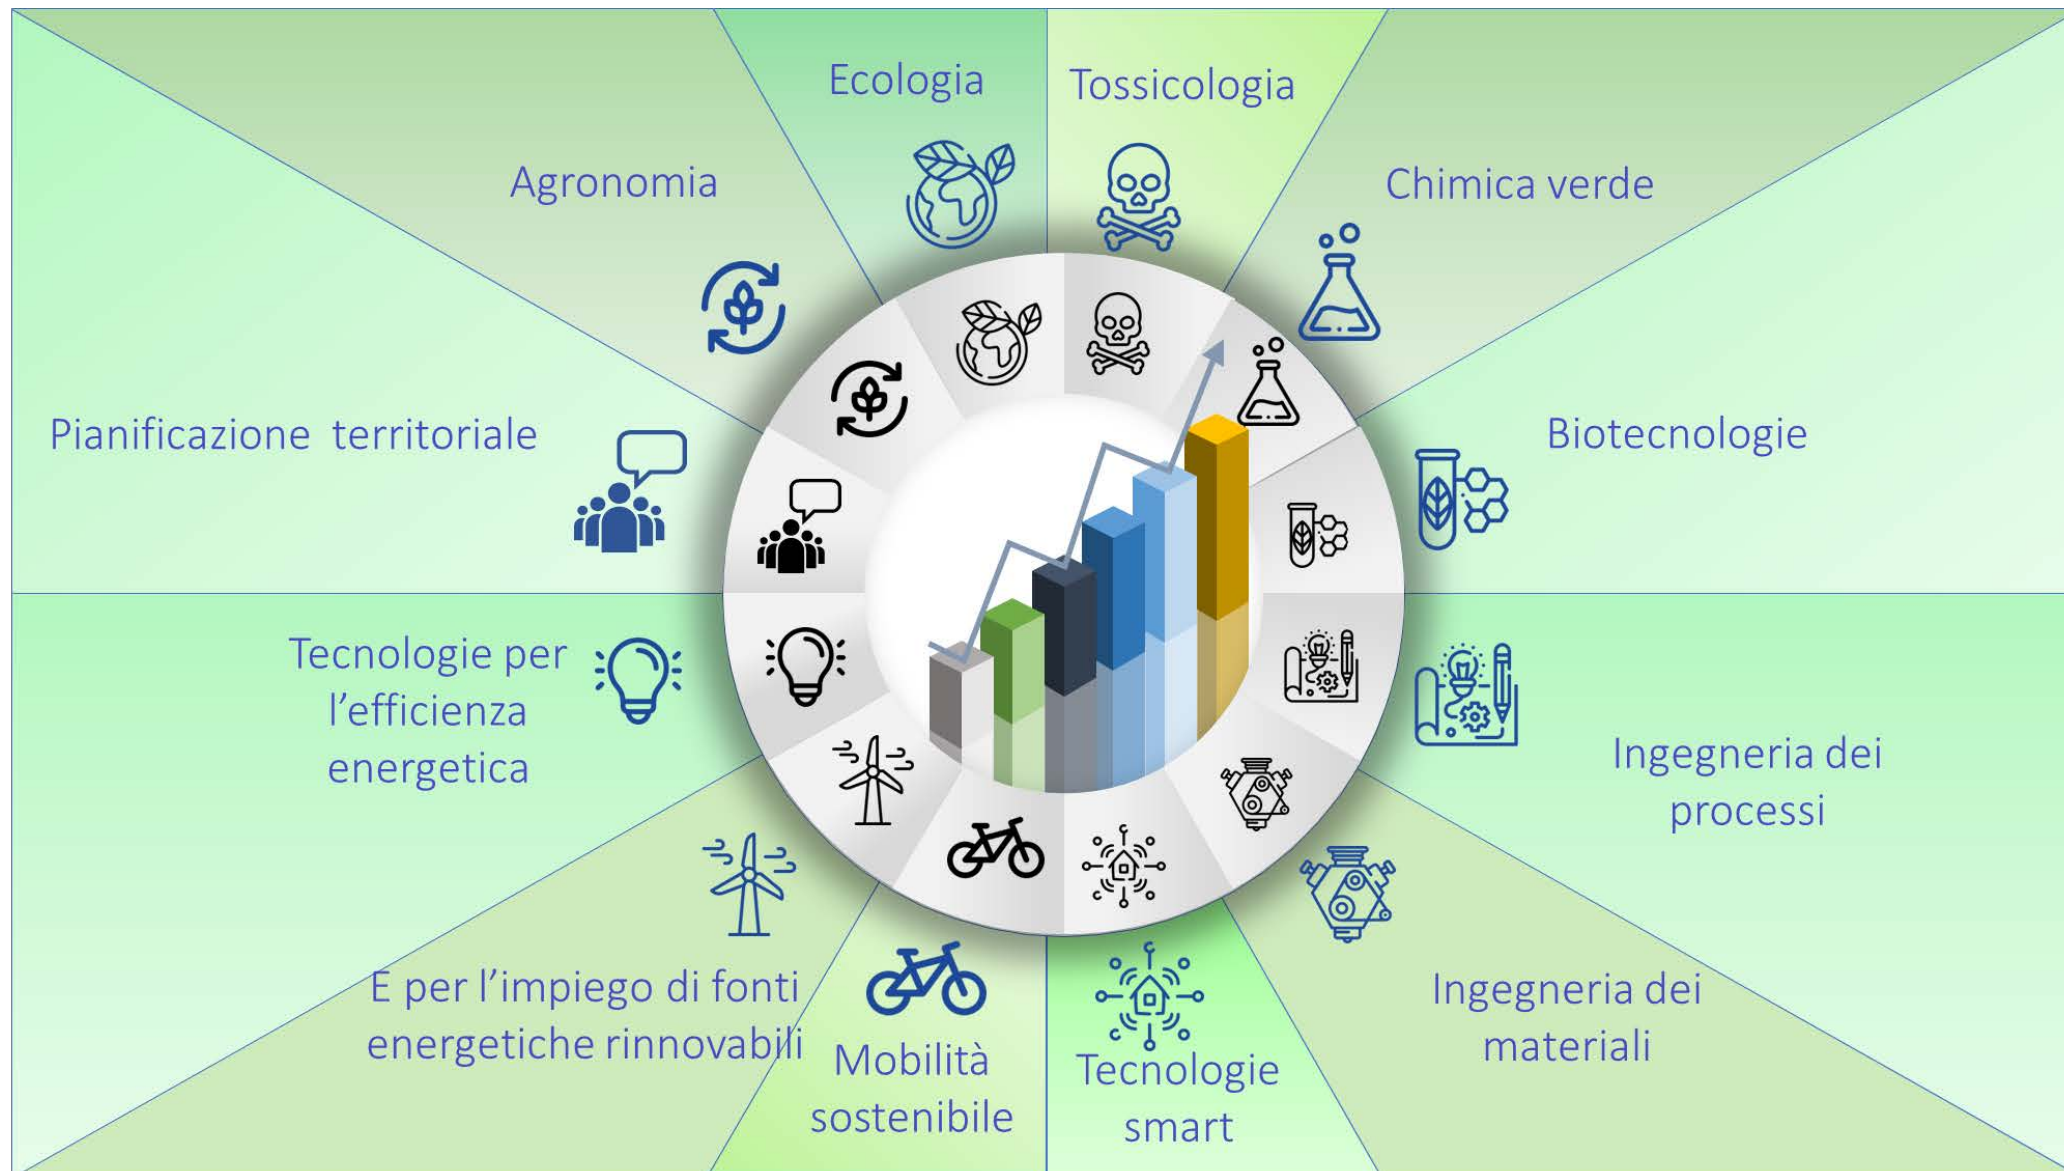 Ecologia
Tossicologia
Agronomia
Chimica verde
Pianificazione territoriale
Biotecnologie
Tecnologie per
l'efficienza
energetica
Ingegneria dei
processi
E per l'impiego di fonti
energetiche rinnovabili
Mobilità
sostenibile
Tecnologie
smart
Ingegneria dei
materiali